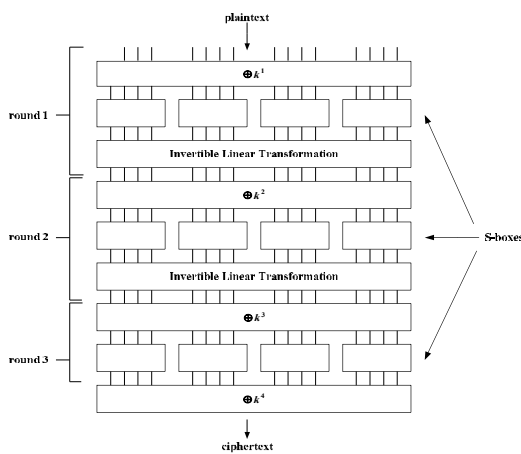 plaintext
⊕ k¹
round 1
Invertible Linear Transformation
⊕ k²
round 2
S-boxes
Invertible Linear Transformation
⊕ k³
round 3
⊕ k⁴
ciphertext